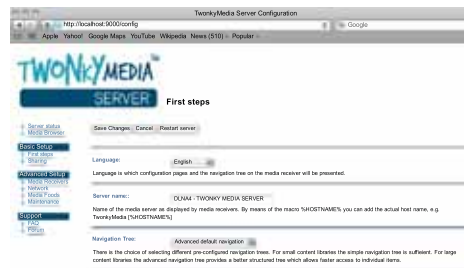 TwonkyMedia Server Configuration
http://localhost:9000/config
Google
Apple Yahoo! Google Maps YouTube Wikipedia News (510) Popular
TWONKYMEDIA
SERVER
First steps
Server status
Media Browser
Save Changes Cancel Restart server
Basic Setup
First steps
Sharing
Language:
English
Language is which configuration pages and the navigation tree on the media receiver will be presented.
Advanced Setup
Media Receivers
Network
Media Feeds
Maintenance
Server name::
DLNA4 - TWONKY MEDIA SERVER
Name of the media server as displayed by media receivers. By means of the macro %HOSTNAME% you can add the actual host name, e.g.
TwonkyMedia [%HOSTNAME%]
Support
FAQ
Forum
Navigation Tree:
Advanced default navigation
There is the choice of selecting different pre-configured navigation trees. For small content libraries the simple navigation tree is suffieint. For large
content libraries the advanced navigation tree provides a better structured tree which allows faster access to individual items.